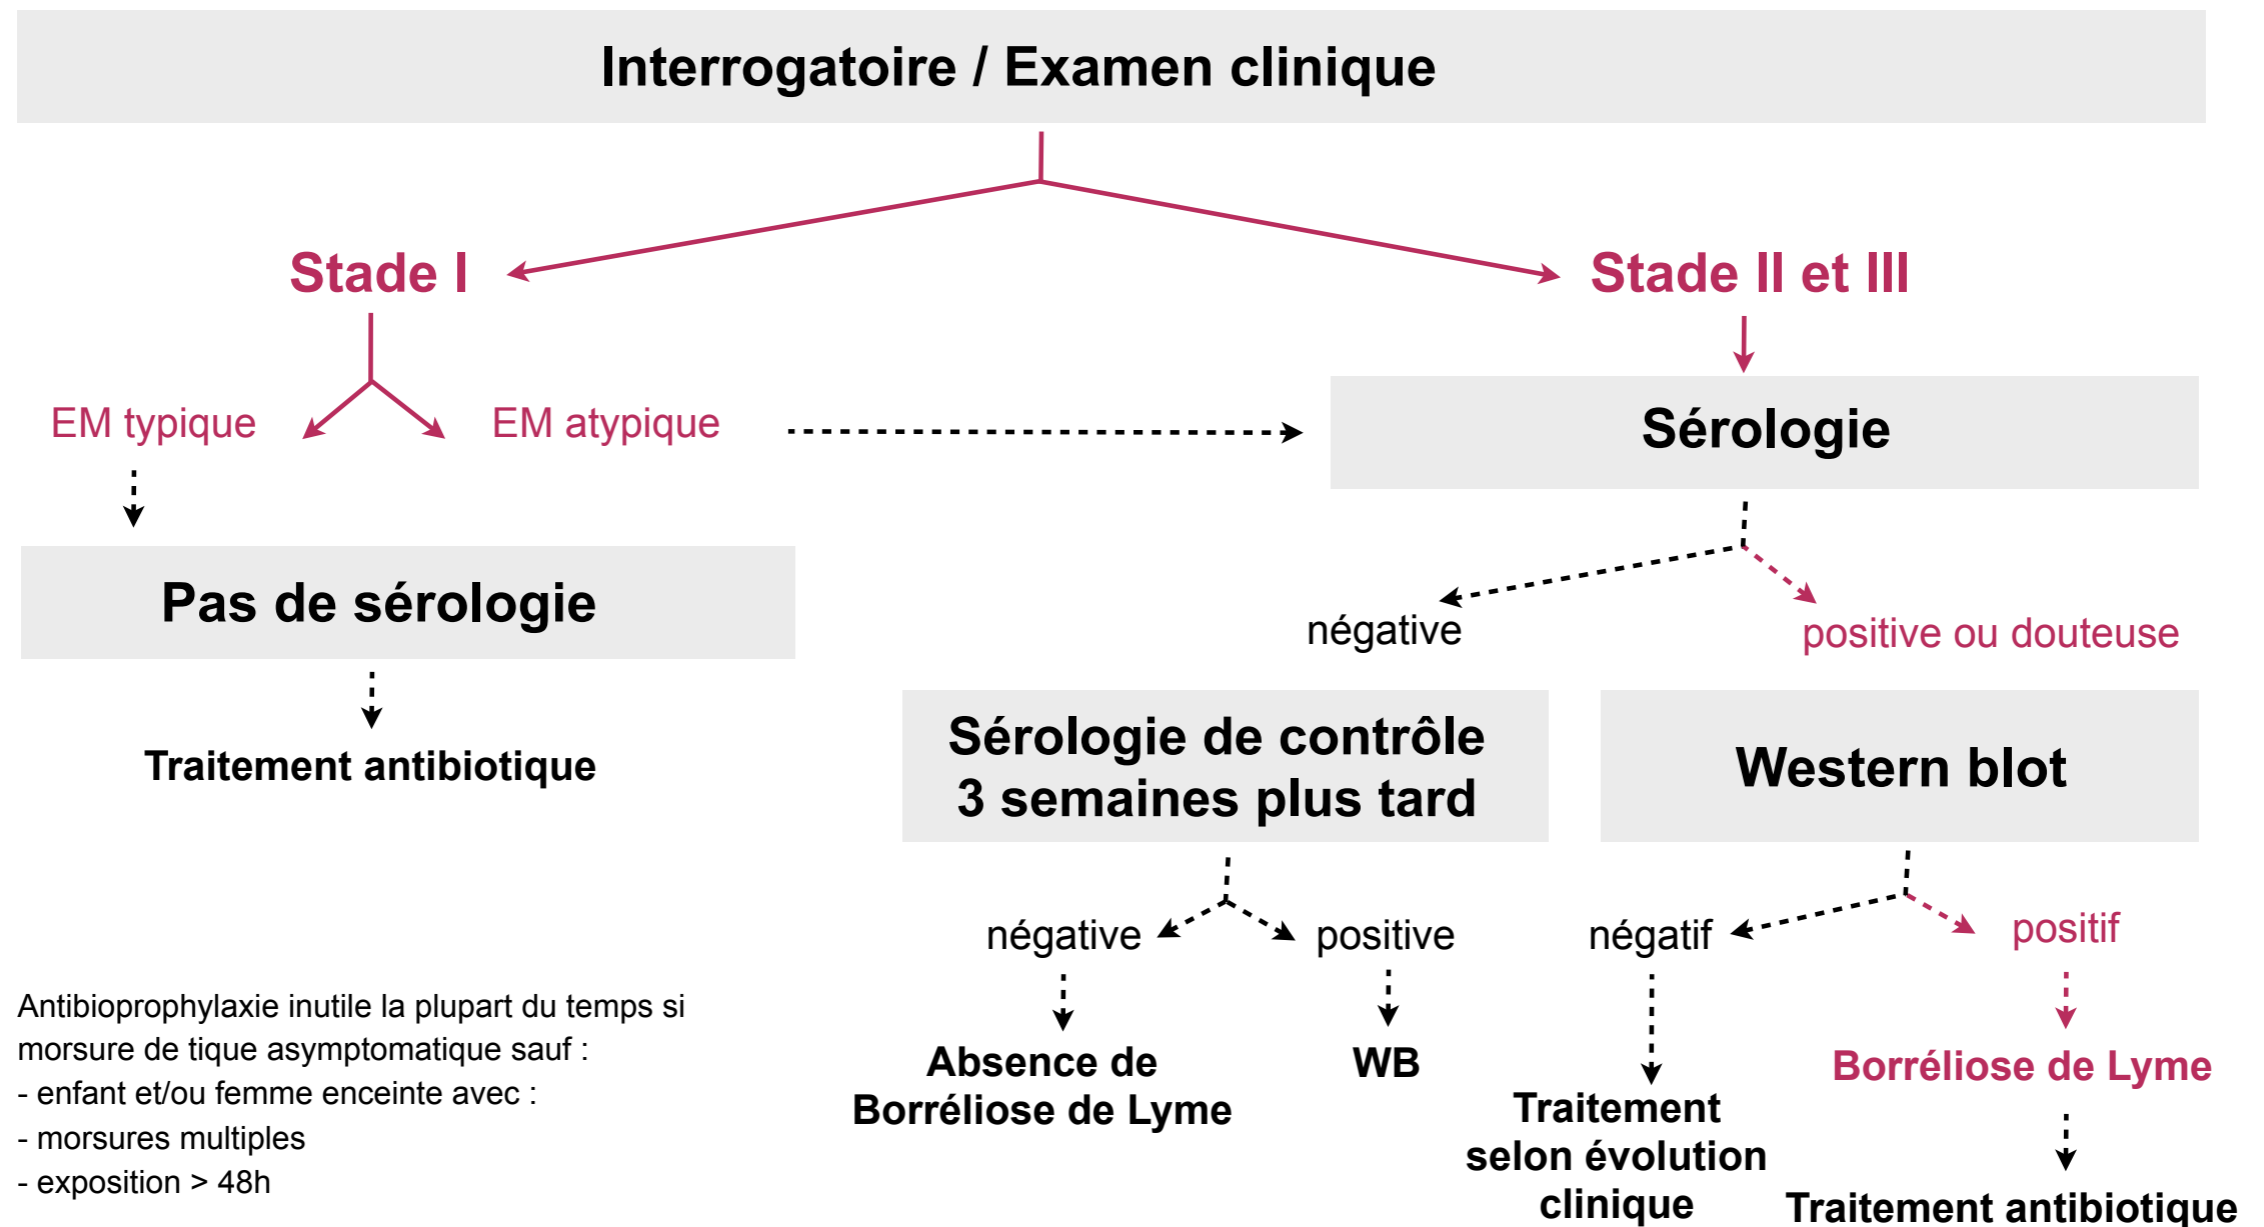 Interrogatoire / Examen clinique
Stade I
Stade II et III
EM typique
EM atypique
Sérologie
Pas de sérologie
négative
positive ou douteuse
Traitement antibiotique
Sérologie de contrôle
3 semaines plus tard
Western blot
négative
positive
négatif
positif
Absence de
Borréliose de Lyme
WB
Traitement
selon évolution
clinique
Borréliose de Lyme
Traitement antibiotique
Antibioprophylaxie inutile la plupart du temps si
morsure de tique asymptomatique sauf :
- enfant et/ou femme enceinte avec :
- morsures multiples
- exposition > 48h